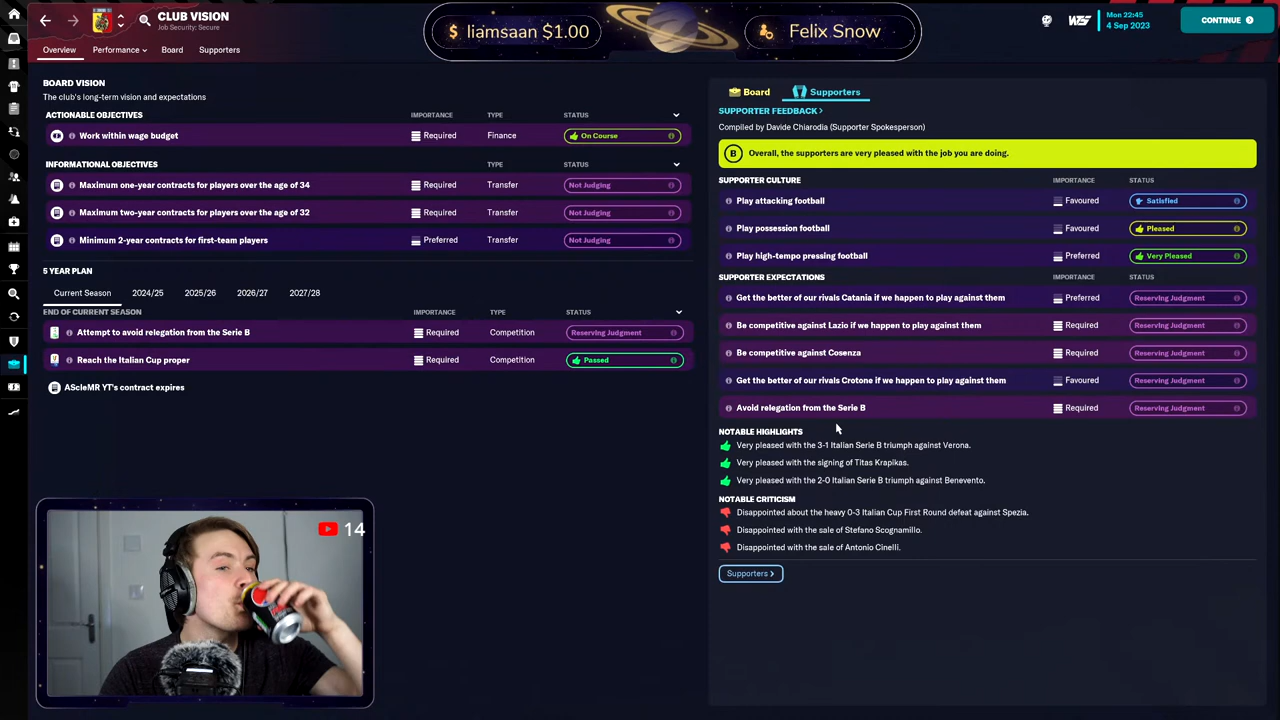 CLUB VISION
Job Security: Secure
$ liamsaan $1.00
Felix Snow
Mon 22:45
4 Sep 2023
CONTINUE
Overview
Performance
Board
Supporters
BOARD VISION
The club's long-term vision and expectations
ACTIONABLE OBJECTIVES IMPORTANCE TYPE STATUS
Work within wage budget Required Finance On Course
INFORMATIONAL OBJECTIVES TYPE STATUS
Maximum one-year contracts for players over the age of 34 Required Transfer Not Judging
Maximum two-year contracts for players over the age of 32 Required Transfer Not Judging
Minimum 2-year contracts for first-team players Preferred Transfer Not Judging
5 YEAR PLAN
Current Season 2024/25 2025/26 2026/27 2027/28
END OF CURRENT SEASON IMPORTANCE TYPE STATUS
Attempt to avoid relegation from the Serie B Required Competition Reserving Judgment
Reach the Italian Cup proper Required Competition Passed
AScleMR YT's contract expires
14
Board Supporters
SUPPORTER FEEDBACK >
Compiled by Davide Chiarodia (Supporter Spokesperson)
B Overall, the supporters are very pleased with the job you are doing.
SUPPORTER CULTURE IMPORTANCE STATUS
Play attacking football Favoured Satisfied
Play possession football Favoured Pleased
Play high-tempo pressing football Preferred Very Pleased
SUPPORTER EXPECTATIONS IMPORTANCE STATUS
Get the better of our rivals Catania if we happen to play against them Preferred Reserving Judgment
Be competitive against Lazio if we happen to play against them Required Reserving Judgment
Be competitive against Cosenza Required Reserving Judgment
Get the better of our rivals Crotone if we happen to play against them Favoured Reserving Judgment
Avoid relegation from the Serie B Required Reserving Judgment
NOTABLE HIGHLIGHTS
Very pleased with the 3-1 Italian Serie B triumph against Verona.
Very pleased with the signing of Titas Krapikas.
Very pleased with the 2-0 Italian Serie B triumph against Benevento.
NOTABLE CRITICISM
Disappointed about the heavy 0-3 Italian Cup First Round defeat against Spezia.
Disappointed with the sale of Stefano Scognamillo.
Disappointed with the sale of Antonio Cinelli.
Supporters >